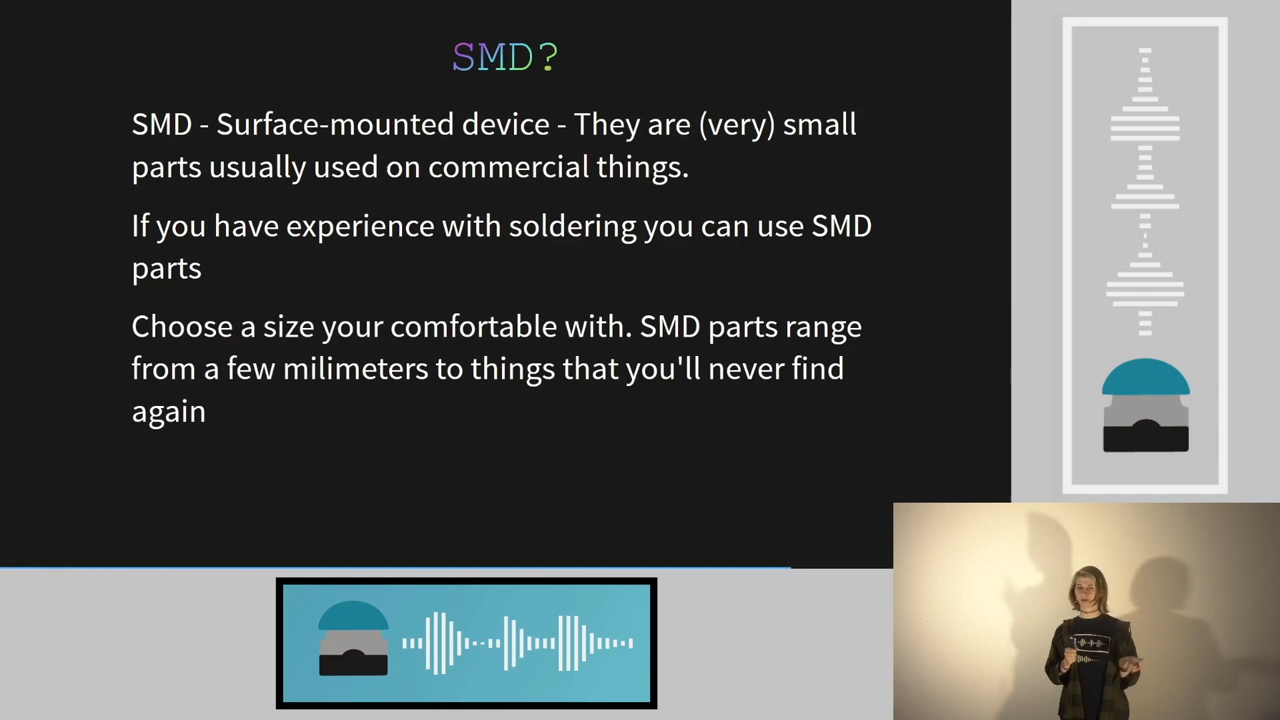 SMD?
SMD - Surface-mounted device - They are (very) small
parts usually used on commercial things.
If you have experience with soldering you can use SMD
parts
Choose a size your comfortable with. SMD parts range
from a few milimeters to things that you'll never find
again